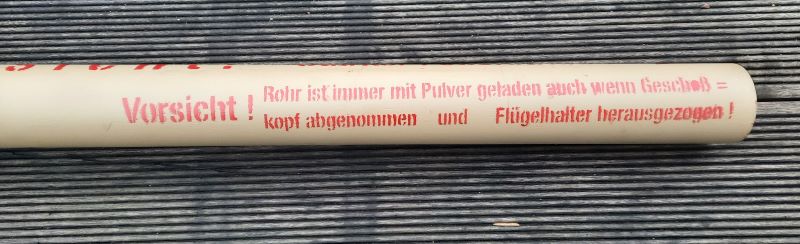 Vorsicht !
Rohr ist immer mit Pulver geladen auch wenn Geschoß =
kopf abgenommen und Flügelhalter herausgezogen !